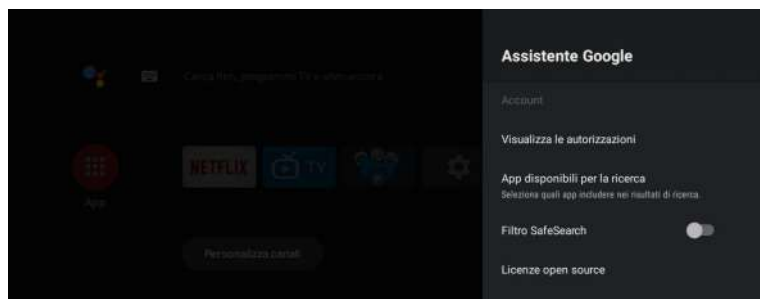 Assistente Google
Account
Visualizza le autorizzazioni
App disponibili per la ricerca
Seleziona quali app includere nei risultati di ricerca.
Filtro SafeSearch
Licenze open source
Cerca film, programmi TV e altro ancora
NETFLIX
TV
App
Personalizza canali